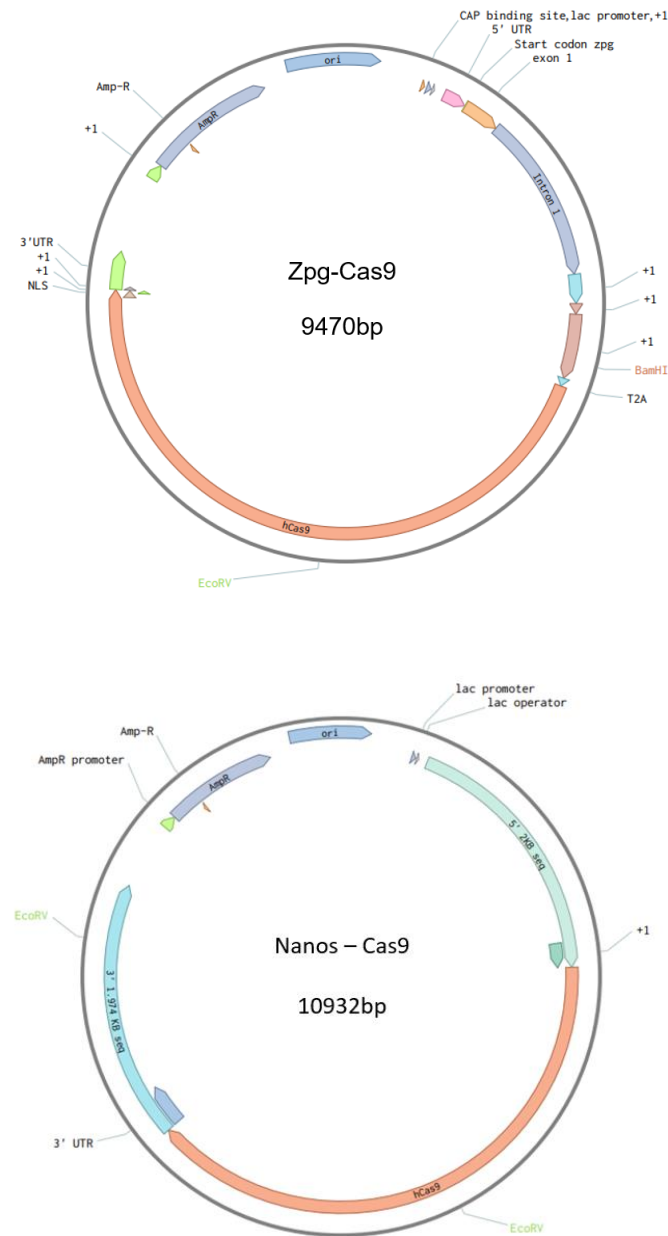 CAP binding site,lac promoter,+1
5' UTR
Start codon zpg
exon 1
ori
Amp-R
AmpR
+1
Intron 1
3'UTR
+1
+1
NLS
Zpg-Cas9
9470bp
+1
+1
+1
BamHI
T2A
hCas9
EcoRV
lac promoter
lac operator
ori
Amp-R
AmpR promoter
AmpR
5' 2KB seq
EcoRV
+1
Nanos – Cas9
10932bp
3' 1.974 KB seq
3' UTR
hCas9
EcoRV